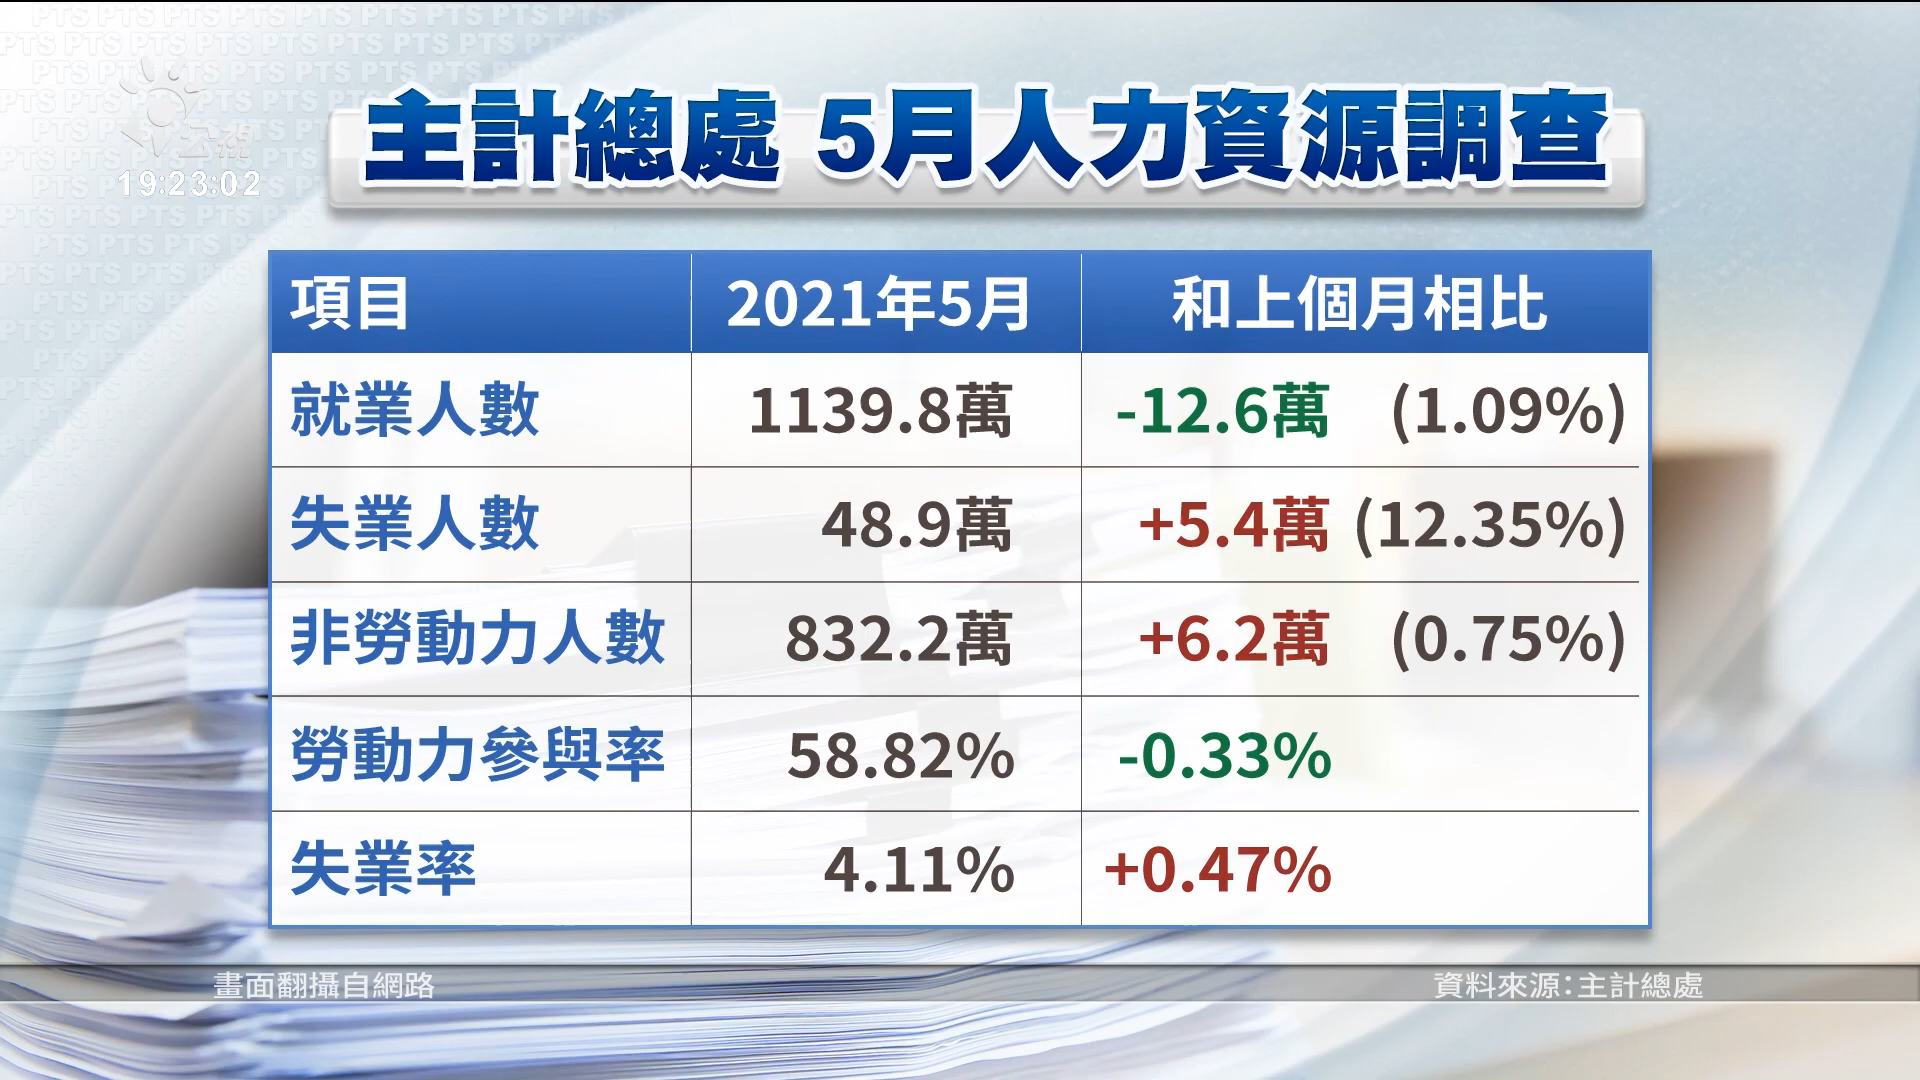 公視
19:23:02
主計總處 5月人力資源調查
項目 2021年5月 和上個月相比
就業人數 1139.8萬 -12.6萬 (1.09%)
失業人數 48.9萬 +5.4萬 (12.35%)
非勞動力人數 832.2萬 +6.2萬 (0.75%)
勞動力參與率 58.82% -0.33%
失業率 4.11% +0.47%
畫面翻攝自網路 資料來源:主計總處